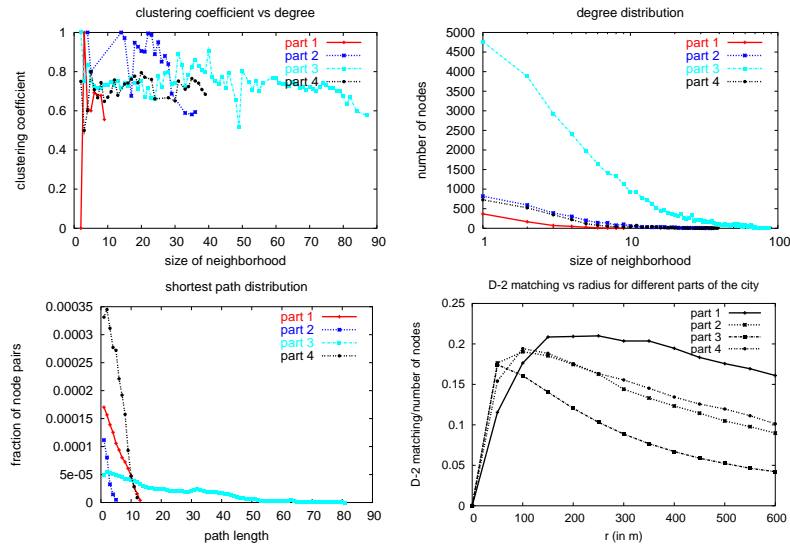 clustering coefficient vs degree
part 1
part 2
part 3
part 4
clustering coefficient
1
0.8
0.6
0.4
0.2
0
0 10 20 30 40 50 60 70 80 90
size of neighborhood
degree distribution
part 1
part 2
part 3
part 4
number of nodes
5000
4500
4000
3500
3000
2500
2000
1500
1000
500
0
1 10 100
size of neighborhood
shortest path distribution
part 1
part 2
part 3
part 4
fraction of node pairs
0.00035
0.0003
0.00025
0.0002
0.00015
0.0001
5e-05
0
0 10 20 30 40 50 60 70 80 90
path length
D-2 matching vs radius for different parts of the city
part 1
part 2
part 3
part 4
D-2 matching/number of nodes
0.25
0.2
0.15
0.1
0.05
0
0 100 200 300 400 500 600
r (in m)